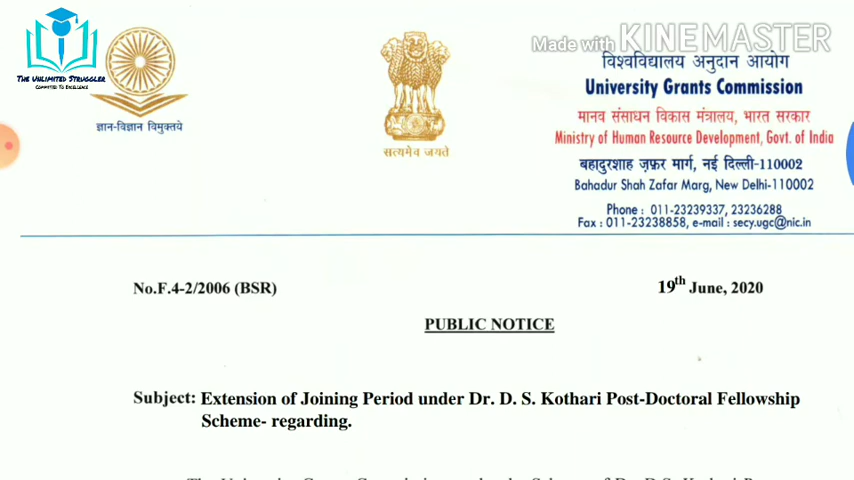 THE UNLIMITED STRUGGLER
COMMITTED TO EXCELLENCE
ज्ञान-विज्ञान विमुक्तये
सत्यमेव जयते
Made with KINEMASTER
विश्वविद्यालय अनुदान आयोग
University Grants Commission
मानव संसाधन विकास मंत्रालय, भारत सरकार
Ministry of Human Resource Development, Govt. of India
बहादुरशाह ज़फ़र मार्ग, नई दिल्ली-110002
Bahadur Shah Zafar Marg, New Delhi-110002
Phone : 011-23239337, 23236288
Fax : 011-23238858, e-mail : secy.ugc@nic.in
No.F.4-2/2006 (BSR)
19th June, 2020
PUBLIC NOTICE
Subject: Extension of Joining Period under Dr. D. S. Kothari Post-Doctoral Fellowship
Scheme- regarding.